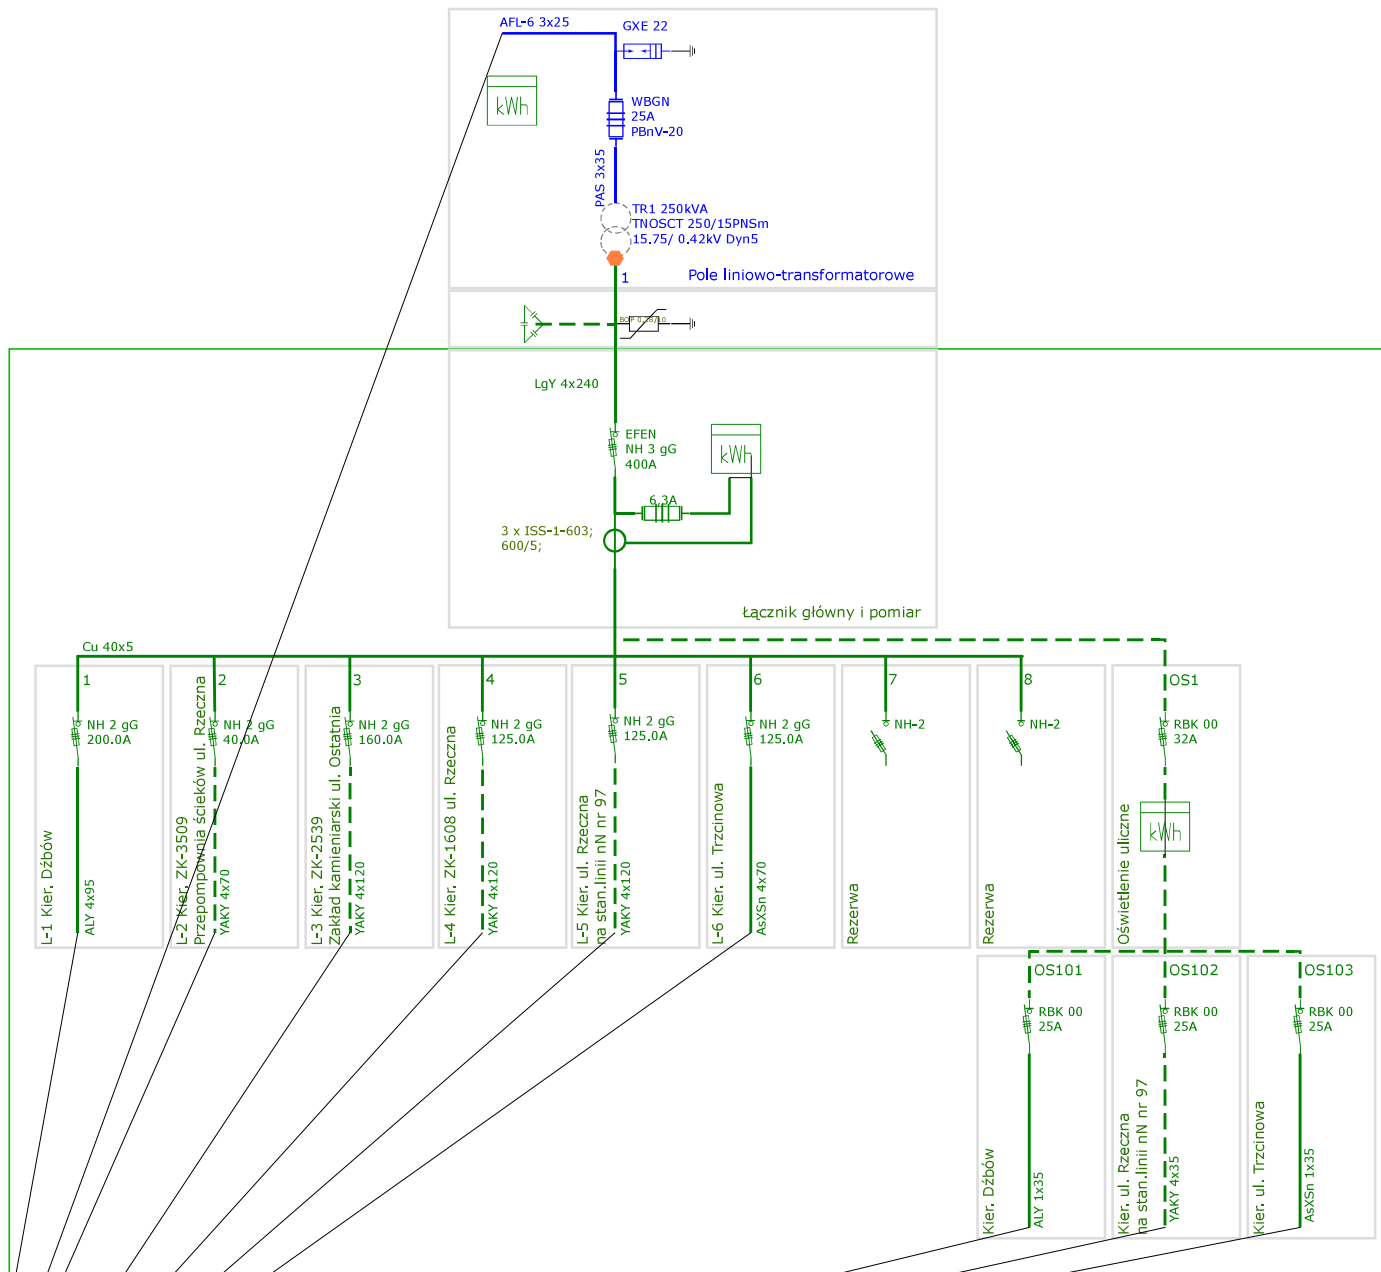 AFL-6 3x25
GXE 22
kWh
WBGN
25A
PBnV-20
PAS 3x35
TR1 250kVA
TNOSCT 250/15PNSm
15.75/ 0.42kV Dyn5
1
Pole liniowo-transformatorowe
LgY 4x240
EFEN
NH 3 gG
400A
kWh
6,3A
3 x ISS-1-603;
600/5;
Łącznik główny i pomiar
Cu 40x5
1
NH 2 gG
200.0A
L-1 Kier. Dźbów
ALY 4x95
2
NH 2 gG
40.0A
L-2 Kier. ZK-3509
Przepompownia ścieków ul. Rzeczna
YAKY 4x70
3
NH 2 gG
160.0A
L-3 Kier. ZK-2539
Zakład kamieniarski ul. Ostatnia
YAKY 4x120
4
NH 2 gG
125.0A
L-4 Kier. ZK-1608 ul. Rzeczna
YAKY 4x120
5
NH 2 gG
125.0A
L-5 Kier. ul. Rzeczna
na stan.linii nN nr 97
YAKY 4x120
6
NH 2 gG
125.0A
L-6 Kier. ul. Trzcinowa
AsXSn 4x70
7
NH-2
Rezerwa
8
NH-2
Rezerwa
OS1
RBK 00
32A
kWh
Oświetlenie uliczne
OS101
RBK 00
25A
Kier. Dźbów
ALY 1x35
OS102
RBK 00
25A
Kier. ul. Rzeczna
na stan.linii nN nr 97
YAKY 4x35
OS103
RBK 00
25A
Kier. ul. Trzcinowa
AsXSn 1x35